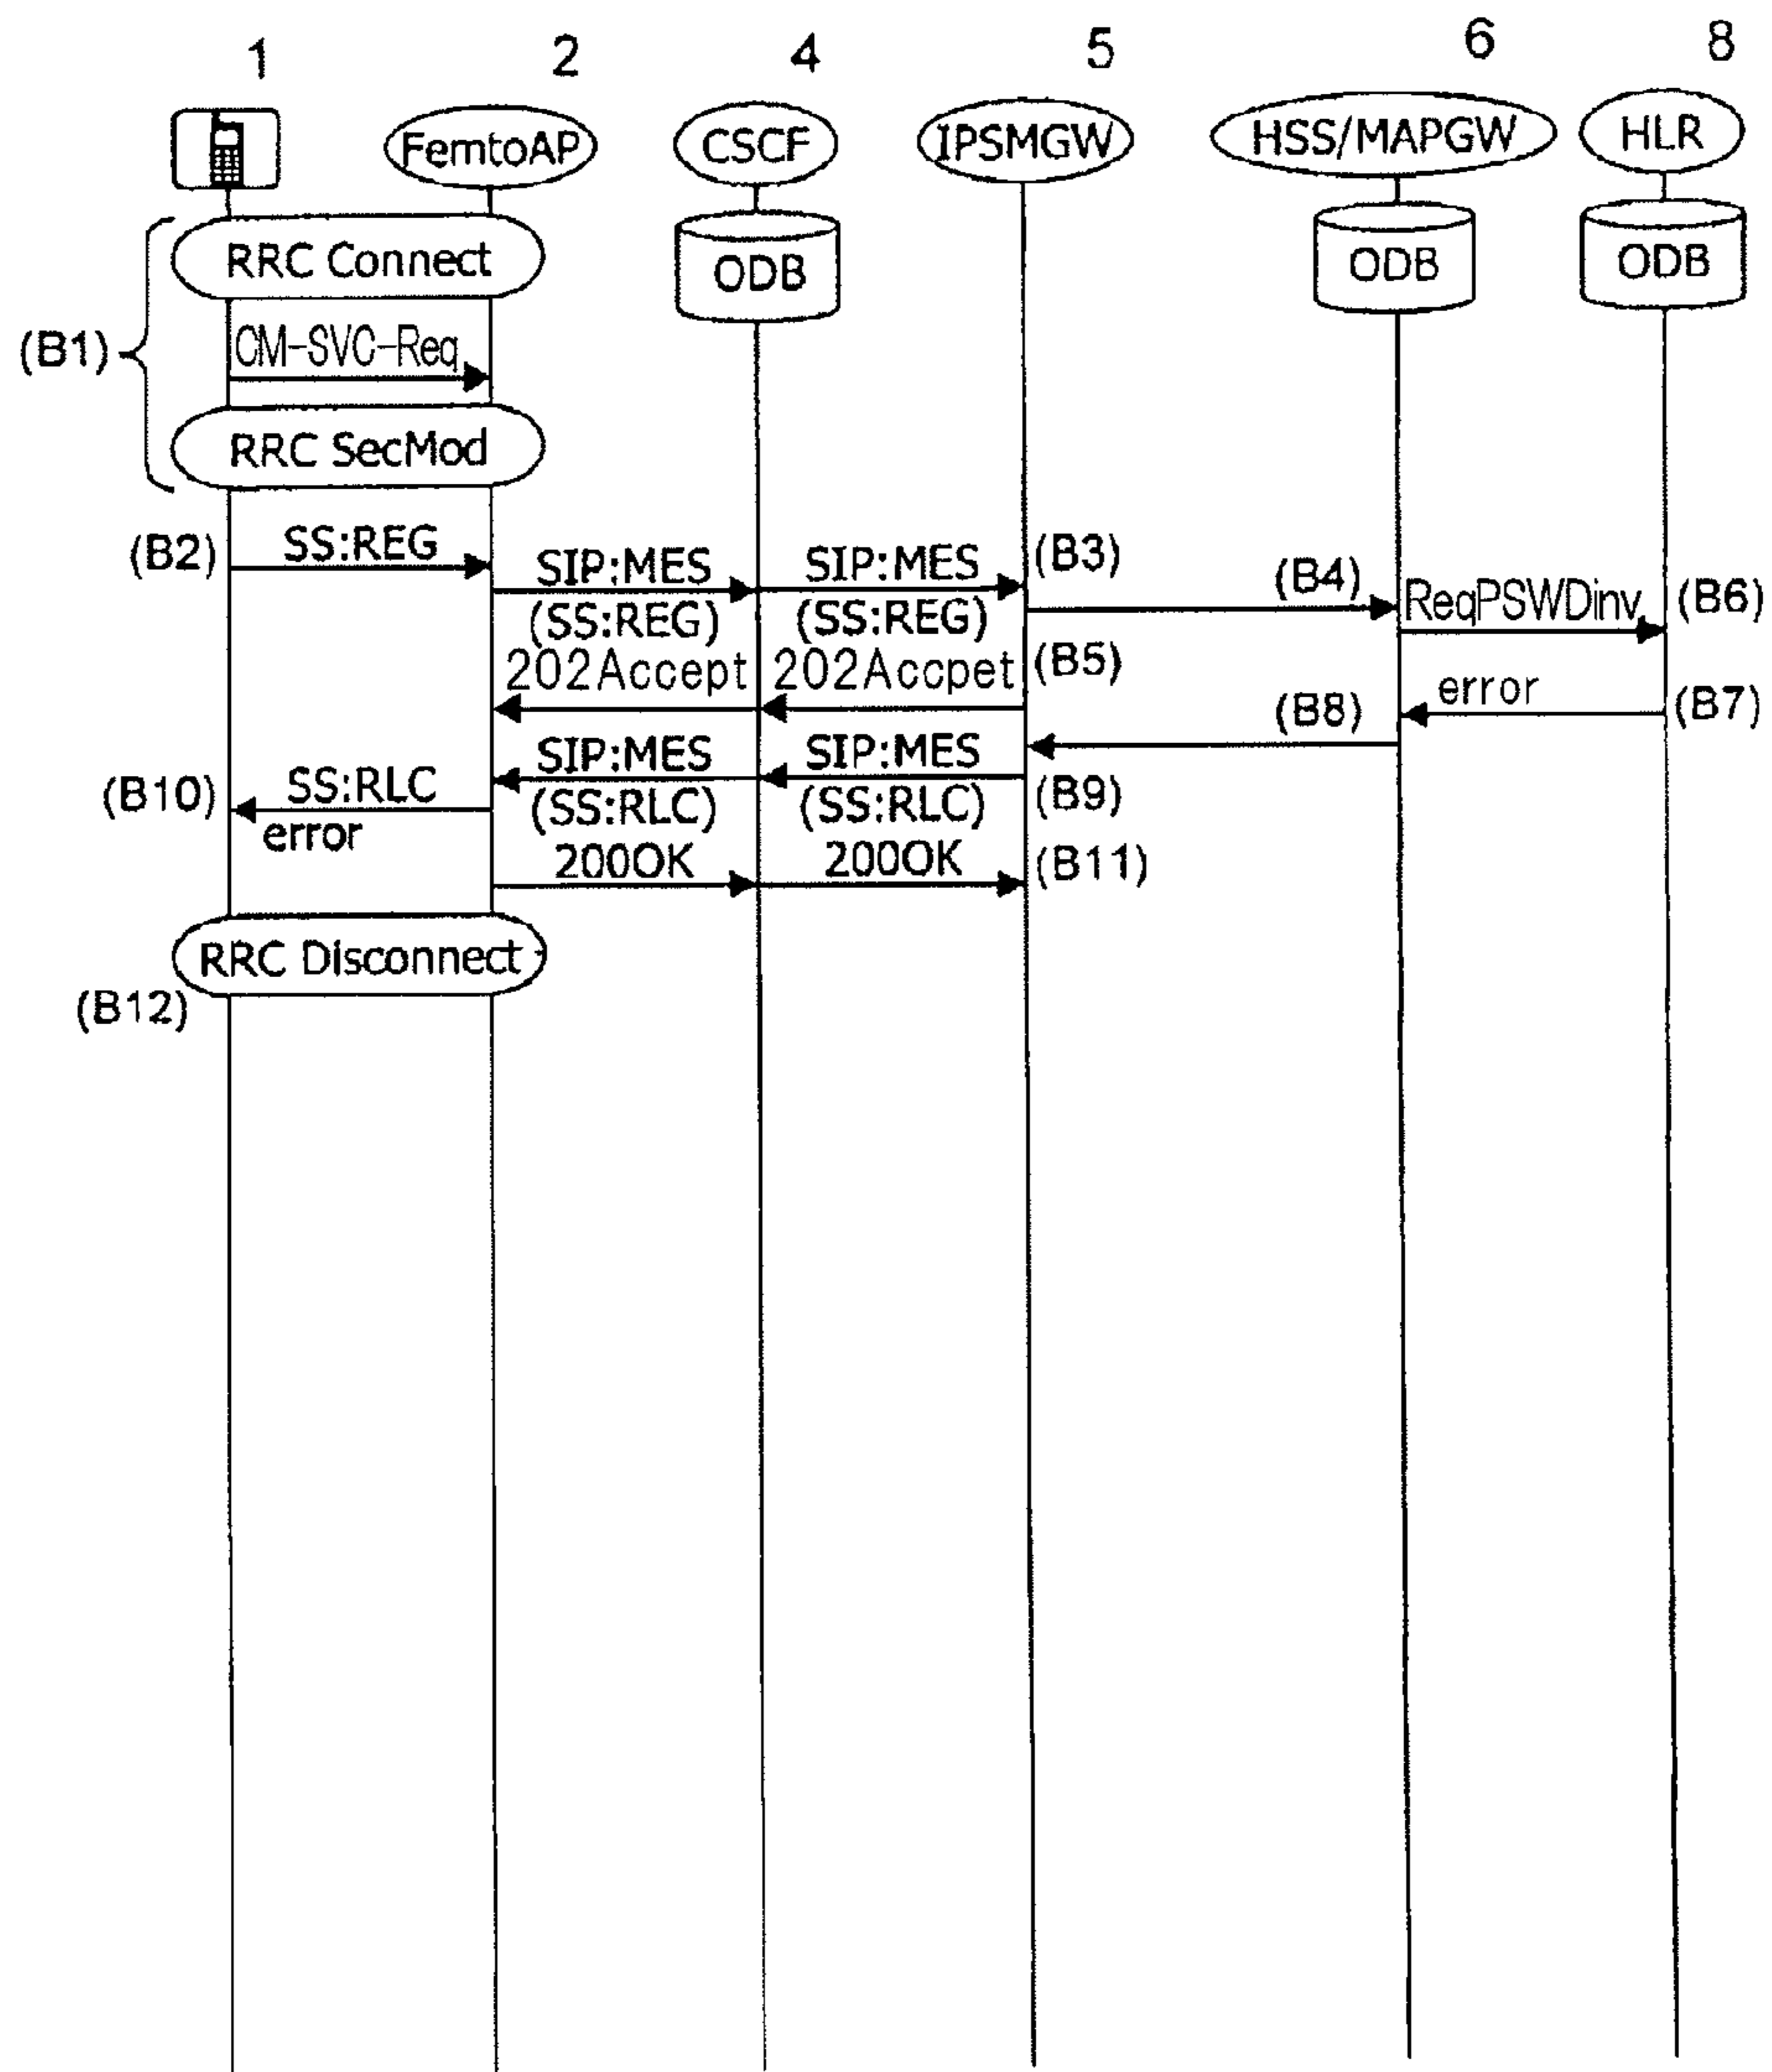 1 2 4 5 6 8
FemtoAP CSCF IPSMGW HSS/MAPGW HLR
RRC Connect ODB ODB ODB
(B1) CM-SVC-Req
RRC SecMod
(B2) SS:REG SIP:MES SIP:MES (B3) (B4) ReqPSWDinv (B6)
(SS:REG) (SS:REG)
202Accept 202Accpet (B5) (B8) error (B7)
SIP:MES SIP:MES
(B10) SS:RLC (SS:RLC) (SS:RLC) (B9)
error 200OK 200OK (B11)
RRC Disconnect
(B12)